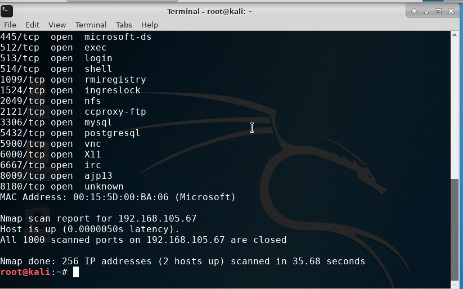 Terminal - root@kali: ~
File Edit View Terminal Tabs Help
445/tcp open microsoft-ds
512/tcp open exec
513/tcp open login
514/tcp open shell
1099/tcp open rmiregistry
1524/tcp open ingreslock
2049/tcp open nfs
2121/tcp open ccproxy-ftp
3306/tcp open mysql
5432/tcp open postgresql
5900/tcp open vnc
6000/tcp open X11
6667/tcp open irc
8009/tcp open ajp13
8180/tcp open unknown
MAC Address: 00:15:5D:00:BA:06 (Microsoft)
Nmap scan report for 192.168.105.67
Host is up (0.0000050s latency).
All 1000 scanned ports on 192.168.105.67 are closed
Nmap done: 256 IP addresses (2 hosts up) scanned in 35.68 seconds
root@kali:~#